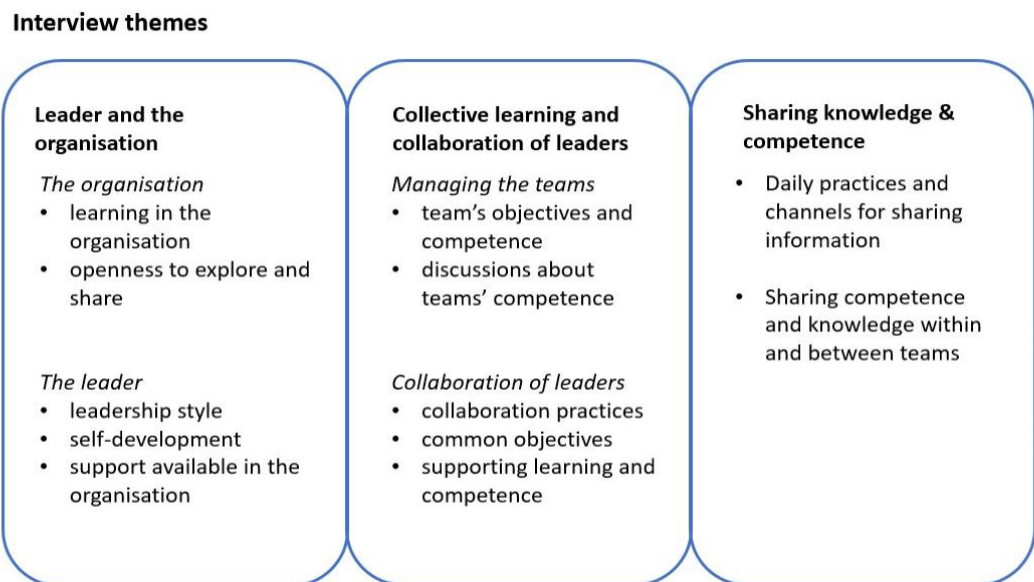 Interview themes
Leader and the
organisation
The organisation
• learning in the
organisation
• openness to explore and
share
The leader
• leadership style
• self-development
• support available in the
organisation
Collective learning and
collaboration of leaders
Managing the teams
• team’s objectives and
competence
• discussions about
teams’ competence
Collaboration of leaders
• collaboration practices
• common objectives
• supporting learning and
competence
Sharing knowledge &
competence
• Daily practices and
channels for sharing
information
• Sharing competence
and knowledge within
and between teams